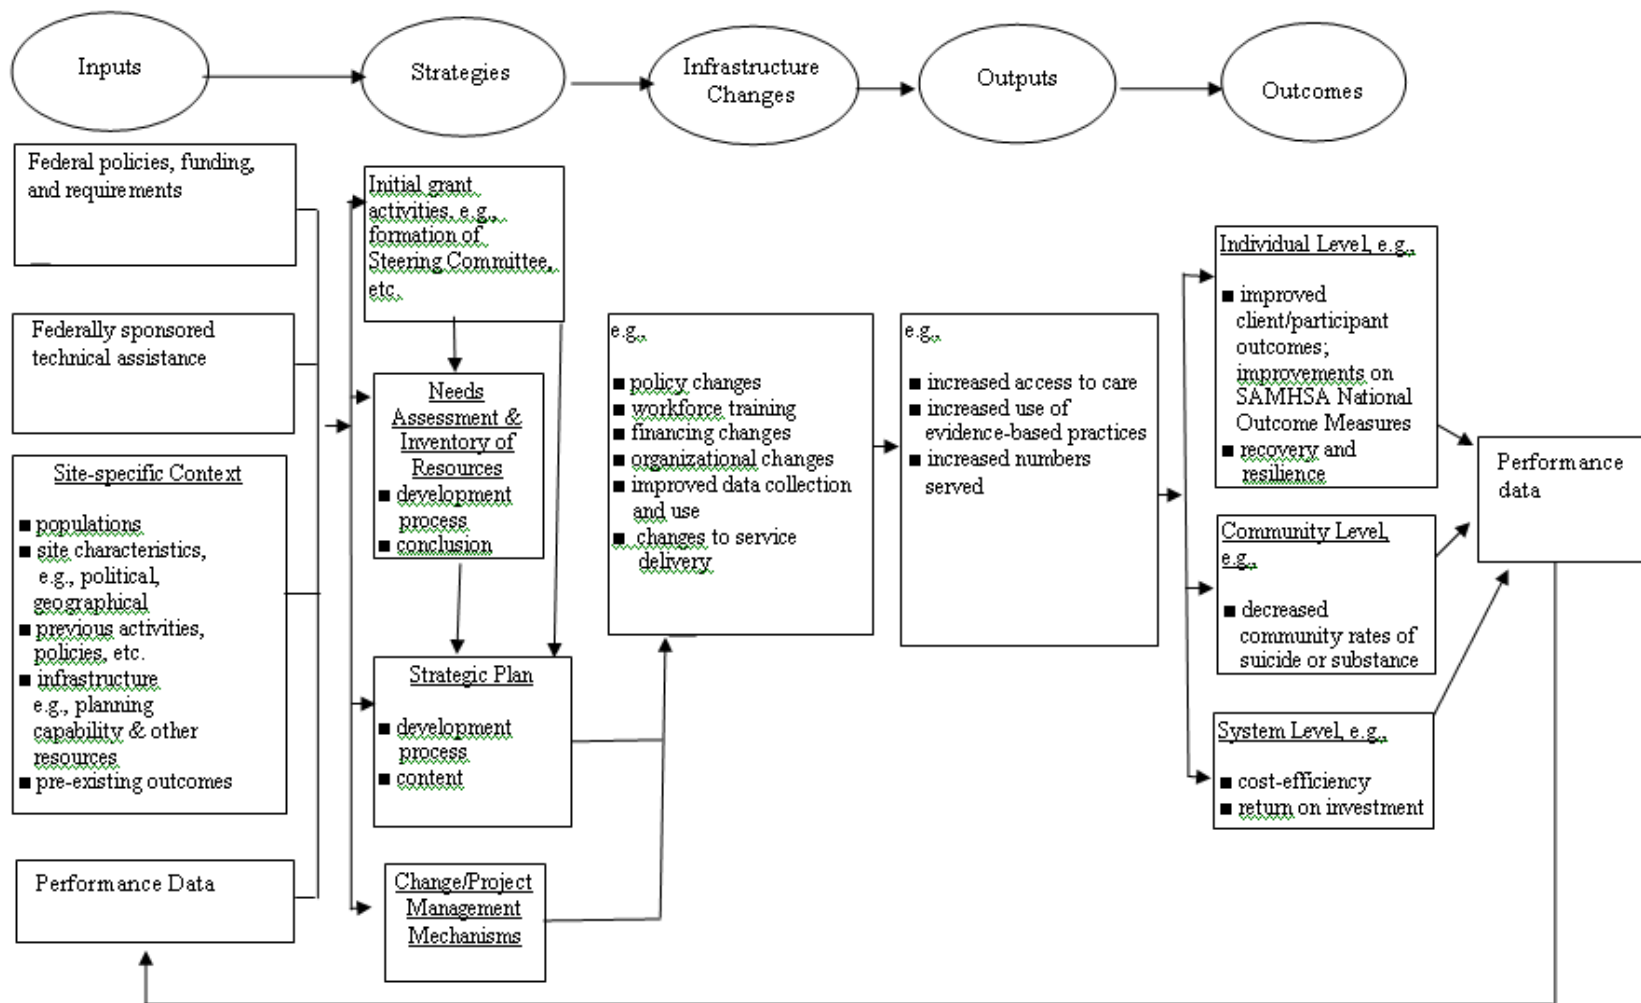 Inputs
Strategies
Infrastructure
Changes
Outputs
Outcomes
Federal policies, funding,
and requirements
Federally sponsored
technical assistance
Site-specific Context
■ populations
■ site characteristics,
e.g., political,
geographical
■ previous activities,
policies, etc.
■ infrastructure
e.g., planning
capability & other
resources
■ pre-existing outcomes
Performance Data
Initial grant
activities, e.g.,
formation of
Steering Committee,
etc.
Needs
Assessment &
Inventory of
Resources
■ development
process
■ conclusion
Strategic Plan
■ development
process
■ content
Change/Project
Management
Mechanisms
e.g.,
■ policy changes
■ workforce training
■ financing changes
■ organizational changes
■ improved data collection
and use
■ changes to service
delivery
e.g.,
■ increased access to care
■ increased use of
evidence-based practices
■ increased numbers
served
Individual Level, e.g.,
■ improved
client/participant
outcomes;
improvements on
SAMHSA National
Outcome Measures
■ recovery and
resilience
Community Level,
e.g.,
■ decreased
community rates of
suicide or substance
System Level, e.g.,
■ cost-efficiency
■ return on investment
Performance
data